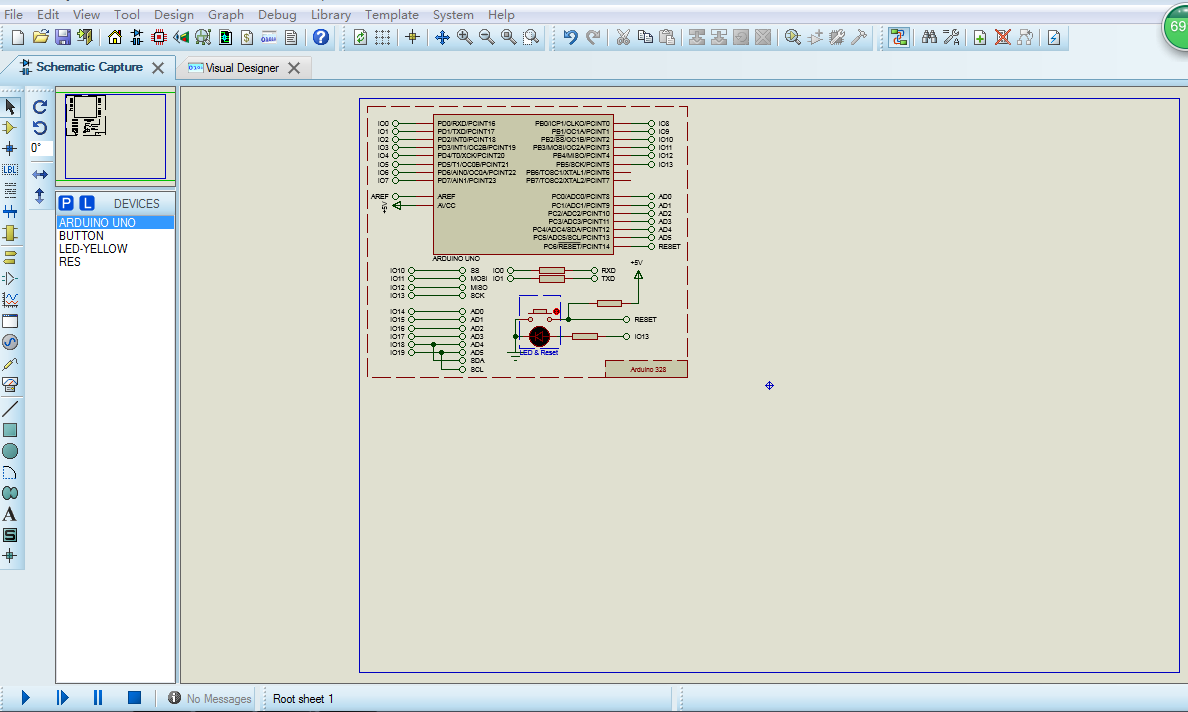 File Edit View Tool Design Graph Debug Library Template System Help
69
Schematic Capture Visual Designer
0°
LBL
P L DEVICES
ARDUINO UNO
BUTTON
LED-YELLOW
RES
A
S
IO0 PD0/RXD/PCINT16 PB0/ICP1/CLKO/PCINT0 IO8
IO1 PD1/TXD/PCINT17 PB1/OC1A/PCINT1 IO9
IO2 PD2/INT0/PCINT18 PB2/SS/OC1B/PCINT2 IO10
IO3 PD3/INT1/OC2B/PCINT19 PB3/MOSI/OC2A/PCINT3 IO11
IO4 PD4/T0/XCK/PCINT20 PB4/MISO/PCINT4 IO12
IO5 PD5/T1/OC0B/PCINT21 PB5/SCK/PCINT5 IO13
IO6 PD6/AIN0/OC0A/PCINT22 PB6/TOSC1/XTAL1/PCINT6
IO7 PD7/AIN1/PCINT23 PB7/TOSC2/XTAL2/PCINT7
AREF AREF PC0/ADC0/PCINT8 AD0
+5V AVCC PC1/ADC1/PCINT9 AD1
PC2/ADC2/PCINT10 AD2
PC3/ADC3/PCINT11 AD3
PC4/ADC4/SDA/PCINT12 AD4
PC5/ADC5/SCL/PCINT13 AD5
PC6/RESET/PCINT14 RESET
ARDUINO UNO
+5V
IO10 SS IO0 RXD
IO11 MOSI IO1 TXD
IO12 MISO
IO13 SCK
IO14 AD0
IO15 AD1 RESET
IO16 AD2
IO17 AD3 IO13
IO18 AD4
IO19 AD5 LED & Reset
SDA
SCL
Arduino 328
No Messages Root sheet 1